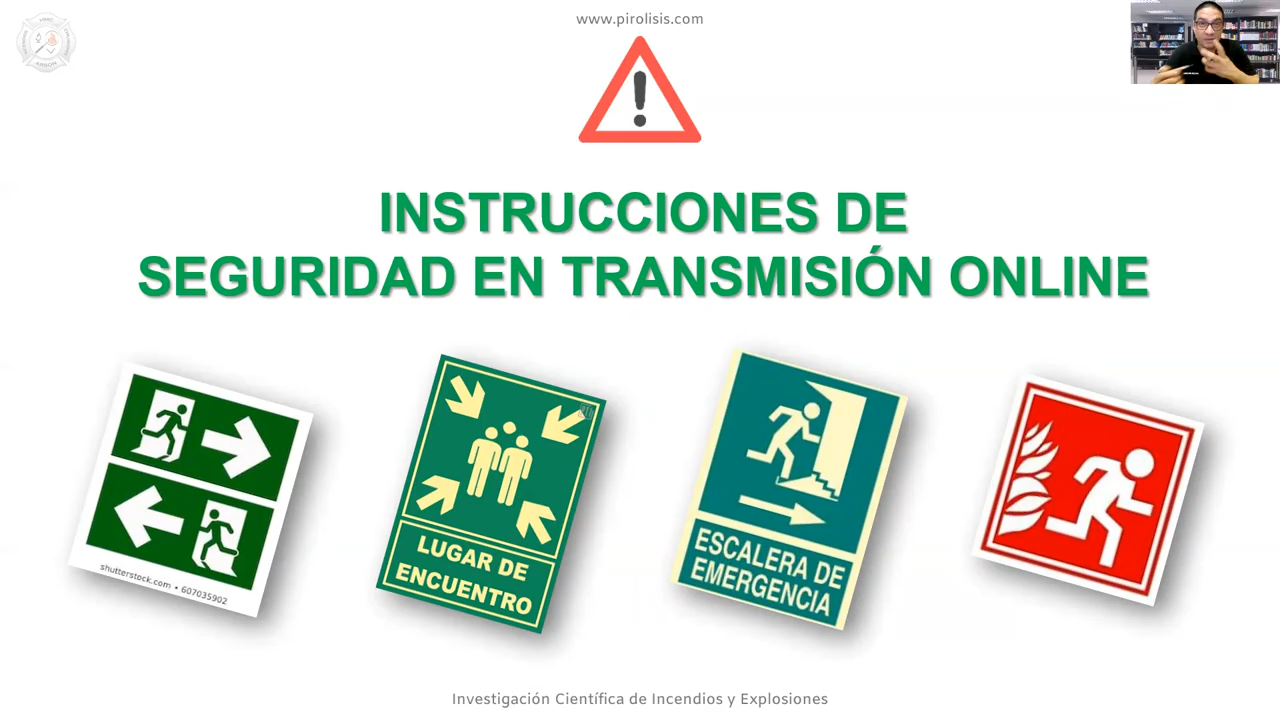 www.pirolisis.com
INSTRUCCIONES DE
SEGURIDAD EN TRANSMISIÓN ONLINE
shutterstock.com • 607035902
LUGAR DE
ENCUENTRO
ESCALERA DE
EMERGENCIA
Investigación Científica de Incendios y Explosiones